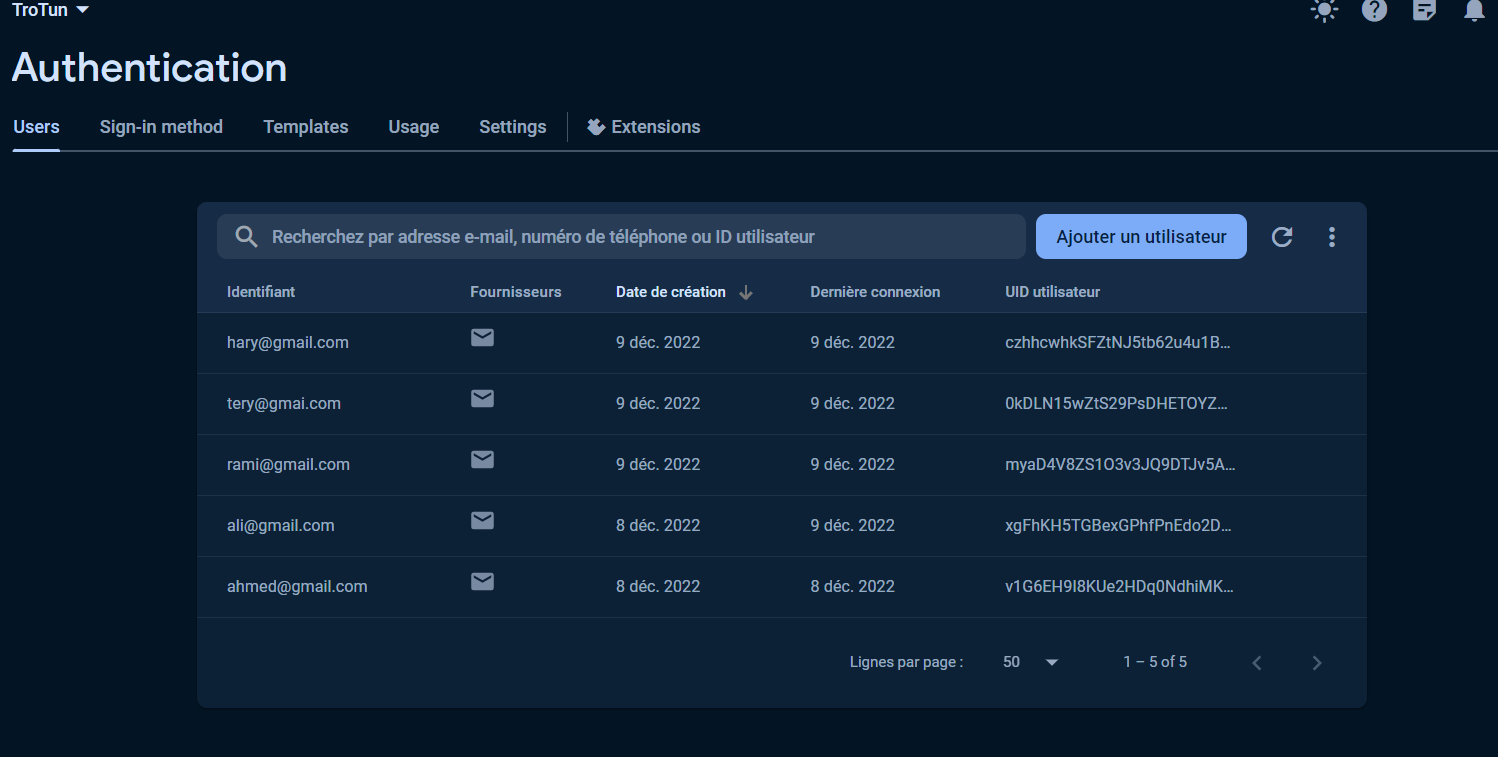 TroTun
Authentication
Users Sign-in method Templates Usage Settings Extensions
Recherchez par adresse e-mail, numéro de téléphone ou ID utilisateur Ajouter un utilisateur
Identifiant Fournisseurs Date de création Dernière connexion UID utilisateur
hary@gmail.com 9 déc. 2022 9 déc. 2022 czhhcwhkSFZtNJ5tb62u4u1B...
tery@gmai.com 9 déc. 2022 9 déc. 2022 0kDLN15wZtS29PsDHETOYZ...
rami@gmail.com 9 déc. 2022 9 déc. 2022 myaD4V8ZS1O3v3JQ9DTJv5A...
ali@gmail.com 8 déc. 2022 9 déc. 2022 xgFhKH5TGBexGPhfPnEdo2D...
ahmed@gmail.com 8 déc. 2022 8 déc. 2022 v1G6EH9I8KUe2HDq0NdhiMK...
Lignes par page : 50 1 – 5 of 5